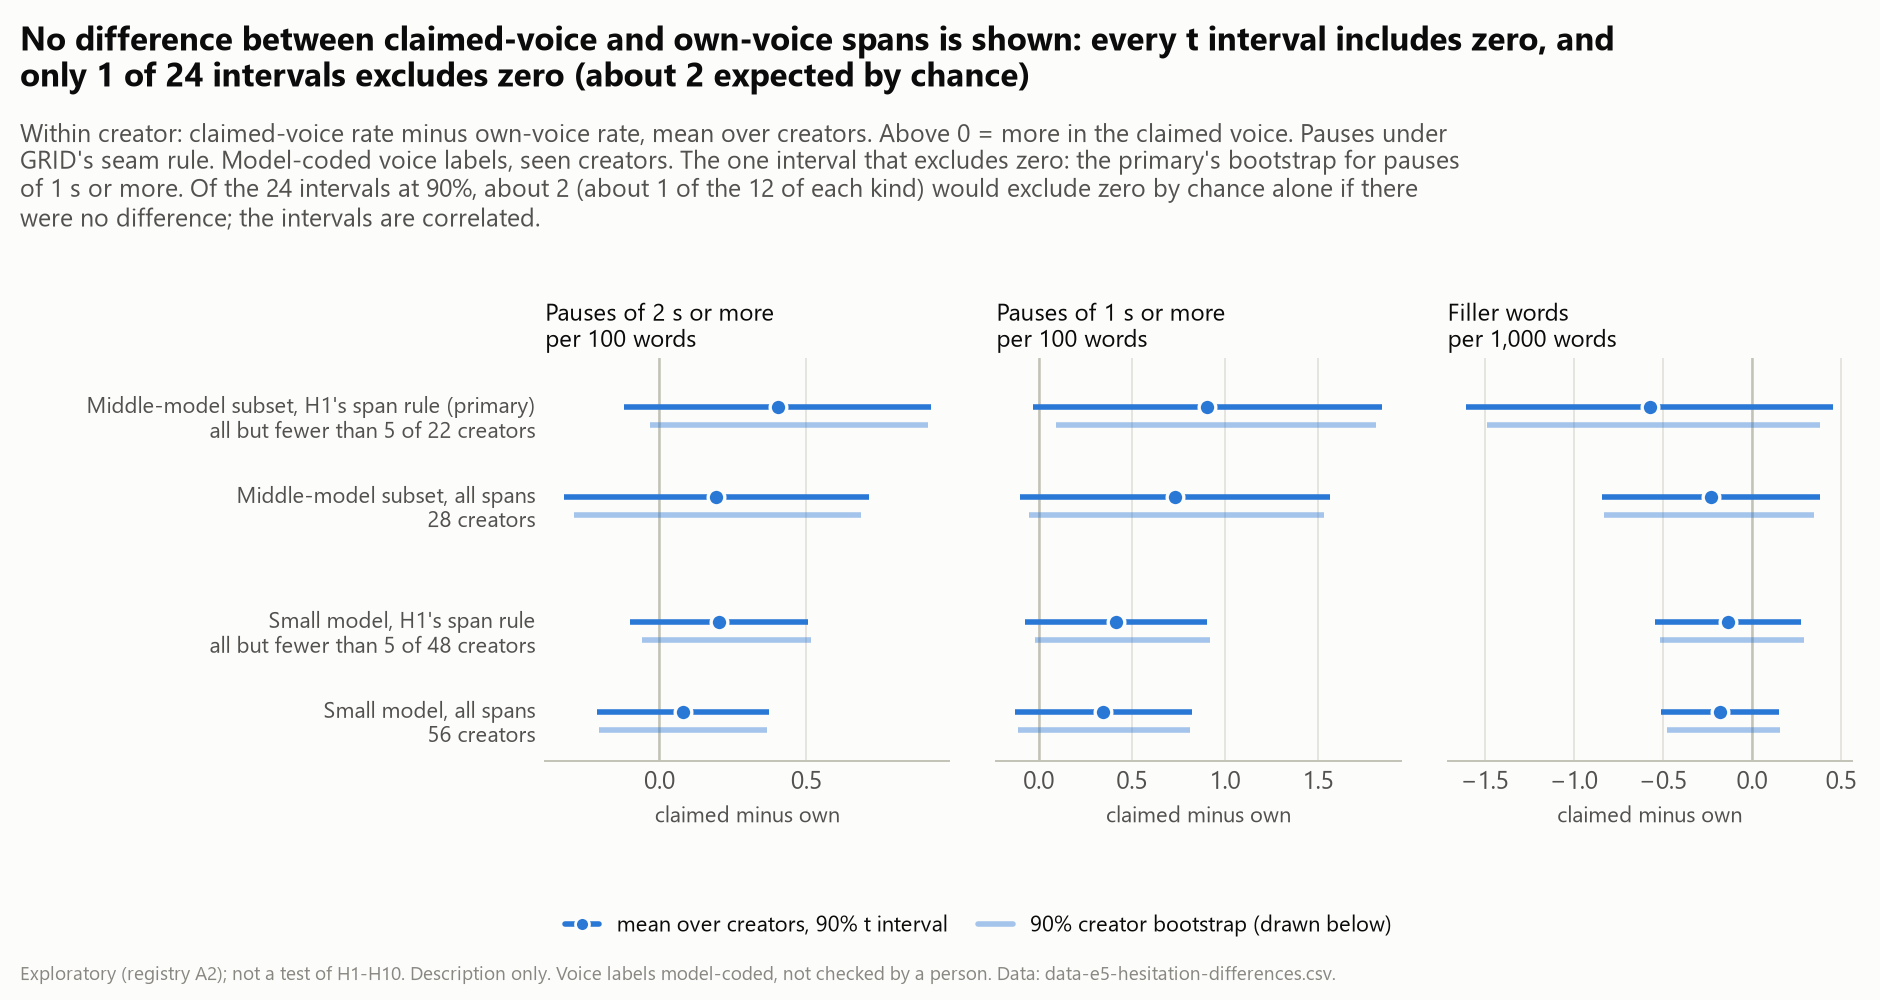 No difference between claimed-voice and own-voice spans is shown: every t interval includes zero, and
only 1 of 24 intervals excludes zero (about 2 expected by chance)
Within creator: claimed-voice rate minus own-voice rate, mean over creators. Above 0 = more in the claimed voice. Pauses under
GRID's seam rule. Model-coded voice labels, seen creators. The one interval that excludes zero: the primary's bootstrap for pauses
of 1 s or more. Of the 24 intervals at 90%, about 2 (about 1 of the 12 of each kind) would exclude zero by chance alone if there
were no difference; the intervals are correlated.
Pauses of 2 s or more
per 100 words
Pauses of 1 s or more
per 100 words
Filler words
per 1,000 words
Middle-model subset, H1's span rule (primary)
all but fewer than 5 of 22 creators
Middle-model subset, all spans
28 creators
Small model, H1's span rule
all but fewer than 5 of 48 creators
Small model, all spans
56 creators
0.0 0.5
claimed minus own
0.0 0.5 1.0 1.5
claimed minus own
−1.5 −1.0 −0.5 0.0 0.5
claimed minus own
mean over creators, 90% t interval
90% creator bootstrap (drawn below)
Exploratory (registry A2); not a test of H1-H10. Description only. Voice labels model-coded, not checked by a person. Data: data-e5-hesitation-differences.csv.